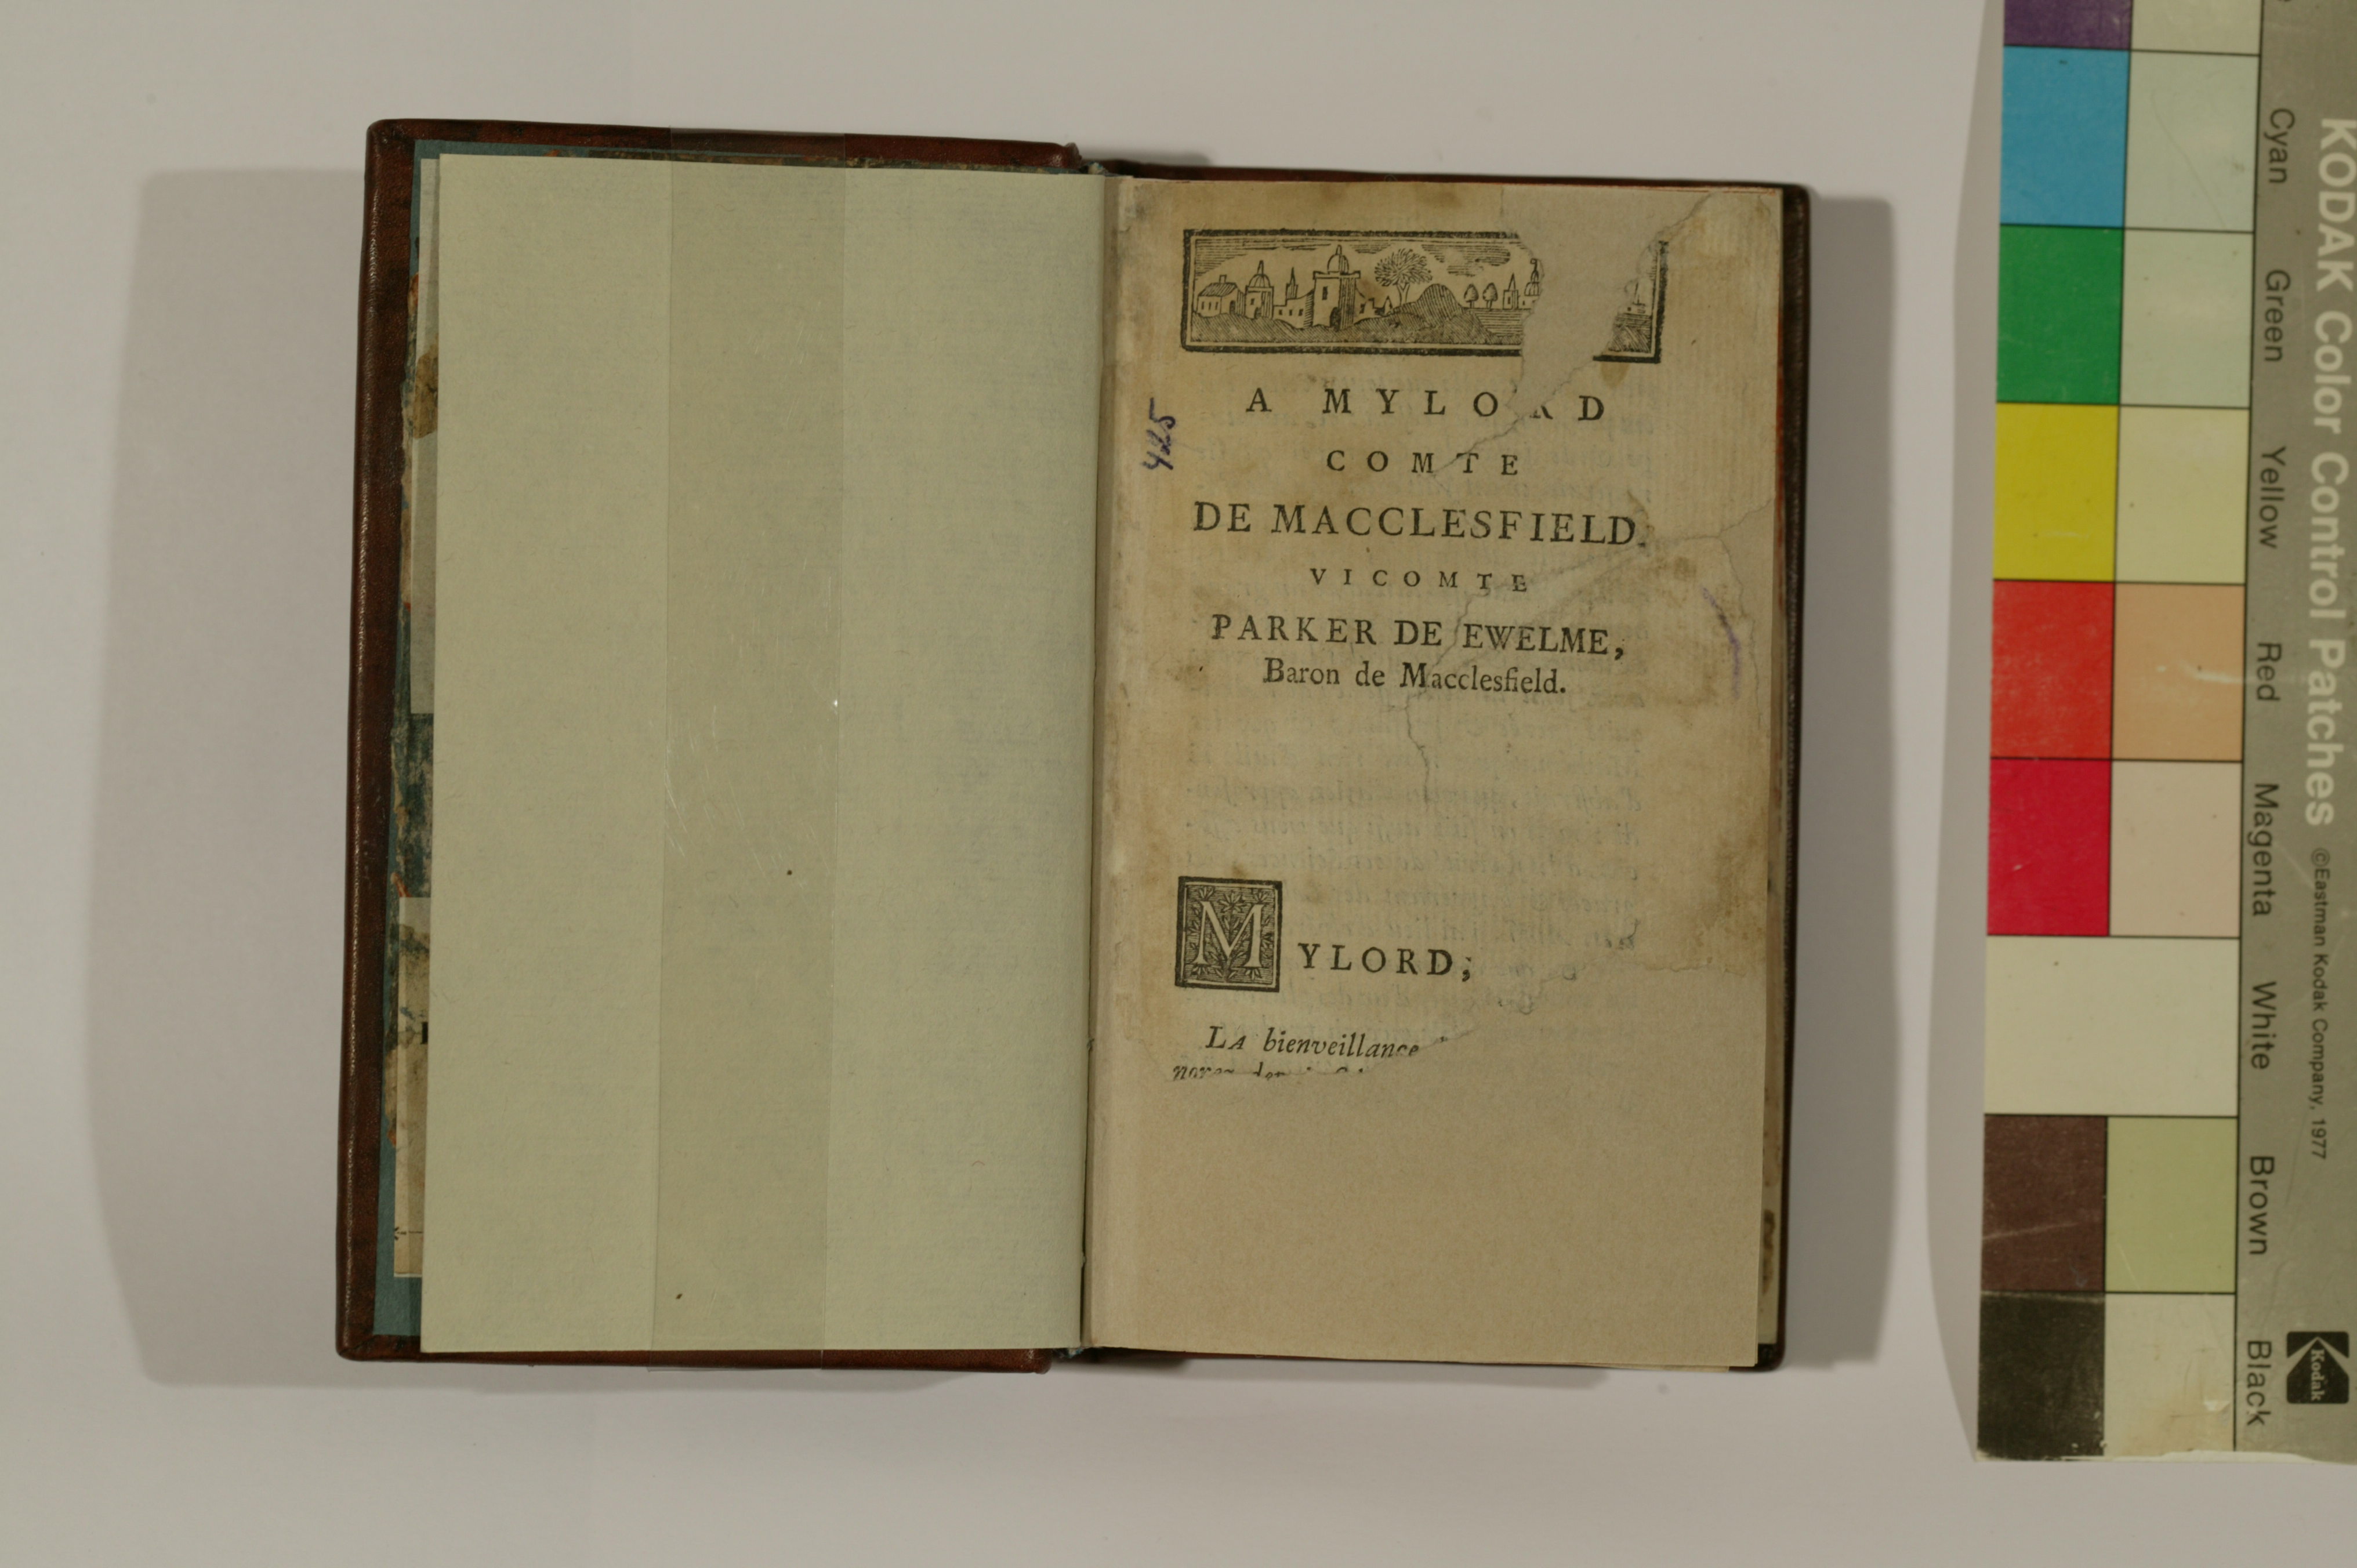 A MYLORD
COMTE
DE MACCLESFIELD.
VICOMTE
PARKER DE EWELME,
Baron de Macclesfield.
MYLORD;
LA bienveillance
KODAK Color Control Patches ©Eastman Kodak Company, 1977
Cyan Green Yellow Red Magenta White Brown Black
Kodak